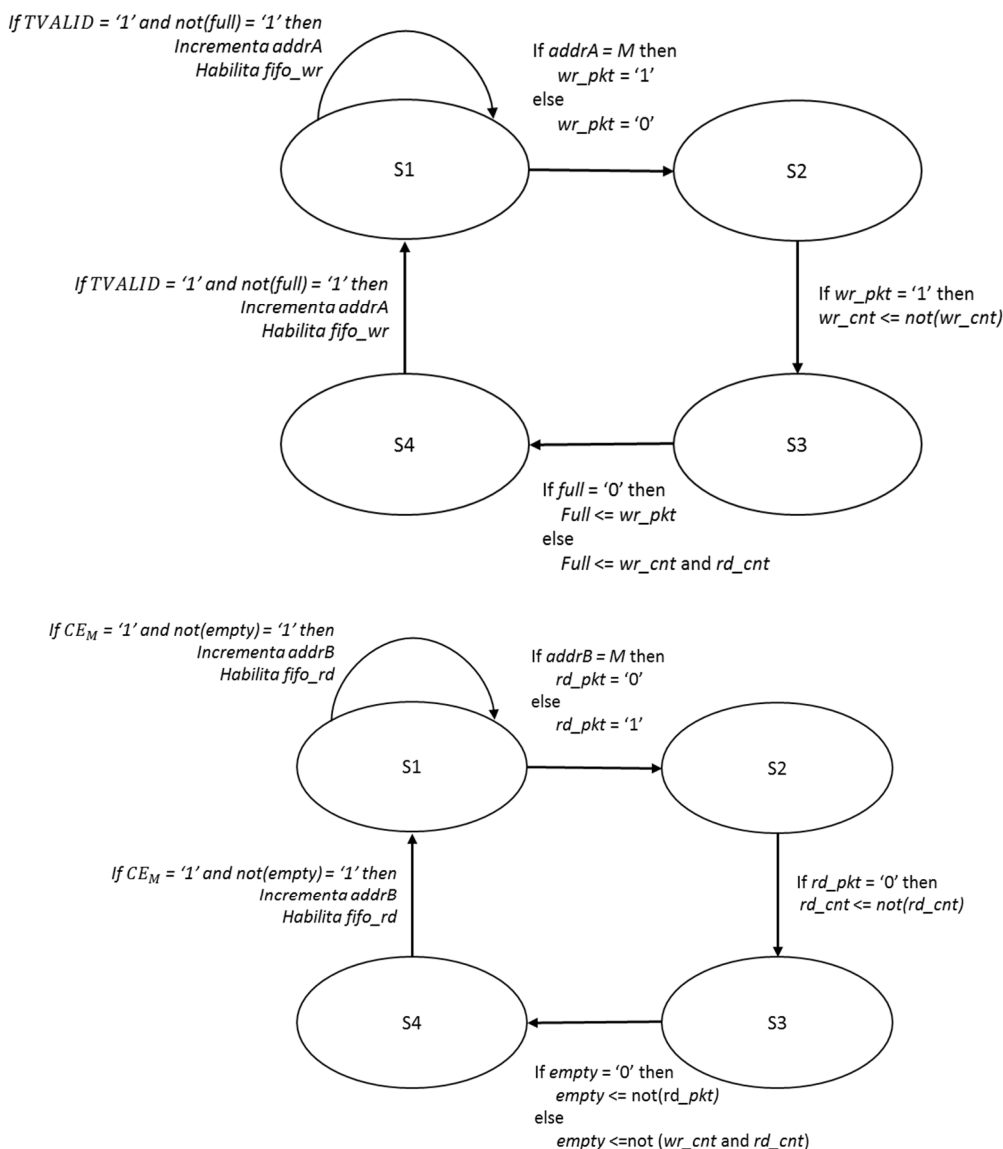 If TVALID = ‘1’ and not(full) = ‘1’ then
Incrementa addrA
Habilita fifo_wr
If addrA = M then
wr_pkt = ‘1’
else
wr_pkt = ‘0’
S1
S2
If TVALID = ‘1’ and not(full) = ‘1’ then
Incrementa addrA
Habilita fifo_wr
If wr_pkt = ‘1’ then
wr_cnt <= not(wr_cnt)
S4
S3
If full = ‘0’ then
Full <= wr_pkt
else
Full <= wr_cnt and rd_cnt
If CE_M = ‘1’ and not(empty) = ‘1’ then
Incrementa addrB
Habilita fifo_rd
If addrB = M then
rd_pkt = ‘0’
else
rd_pkt = ‘1’
S1
S2
If CE_M = ‘1’ and not(empty) = ‘1’ then
Incrementa addrB
Habilita fifo_rd
If rd_pkt = ‘0’ then
rd_cnt <= not(rd_cnt)
S4
S3
If empty = ‘0’ then
empty <= not(rd_pkt)
else
empty <=not (wr_cnt and rd_cnt)